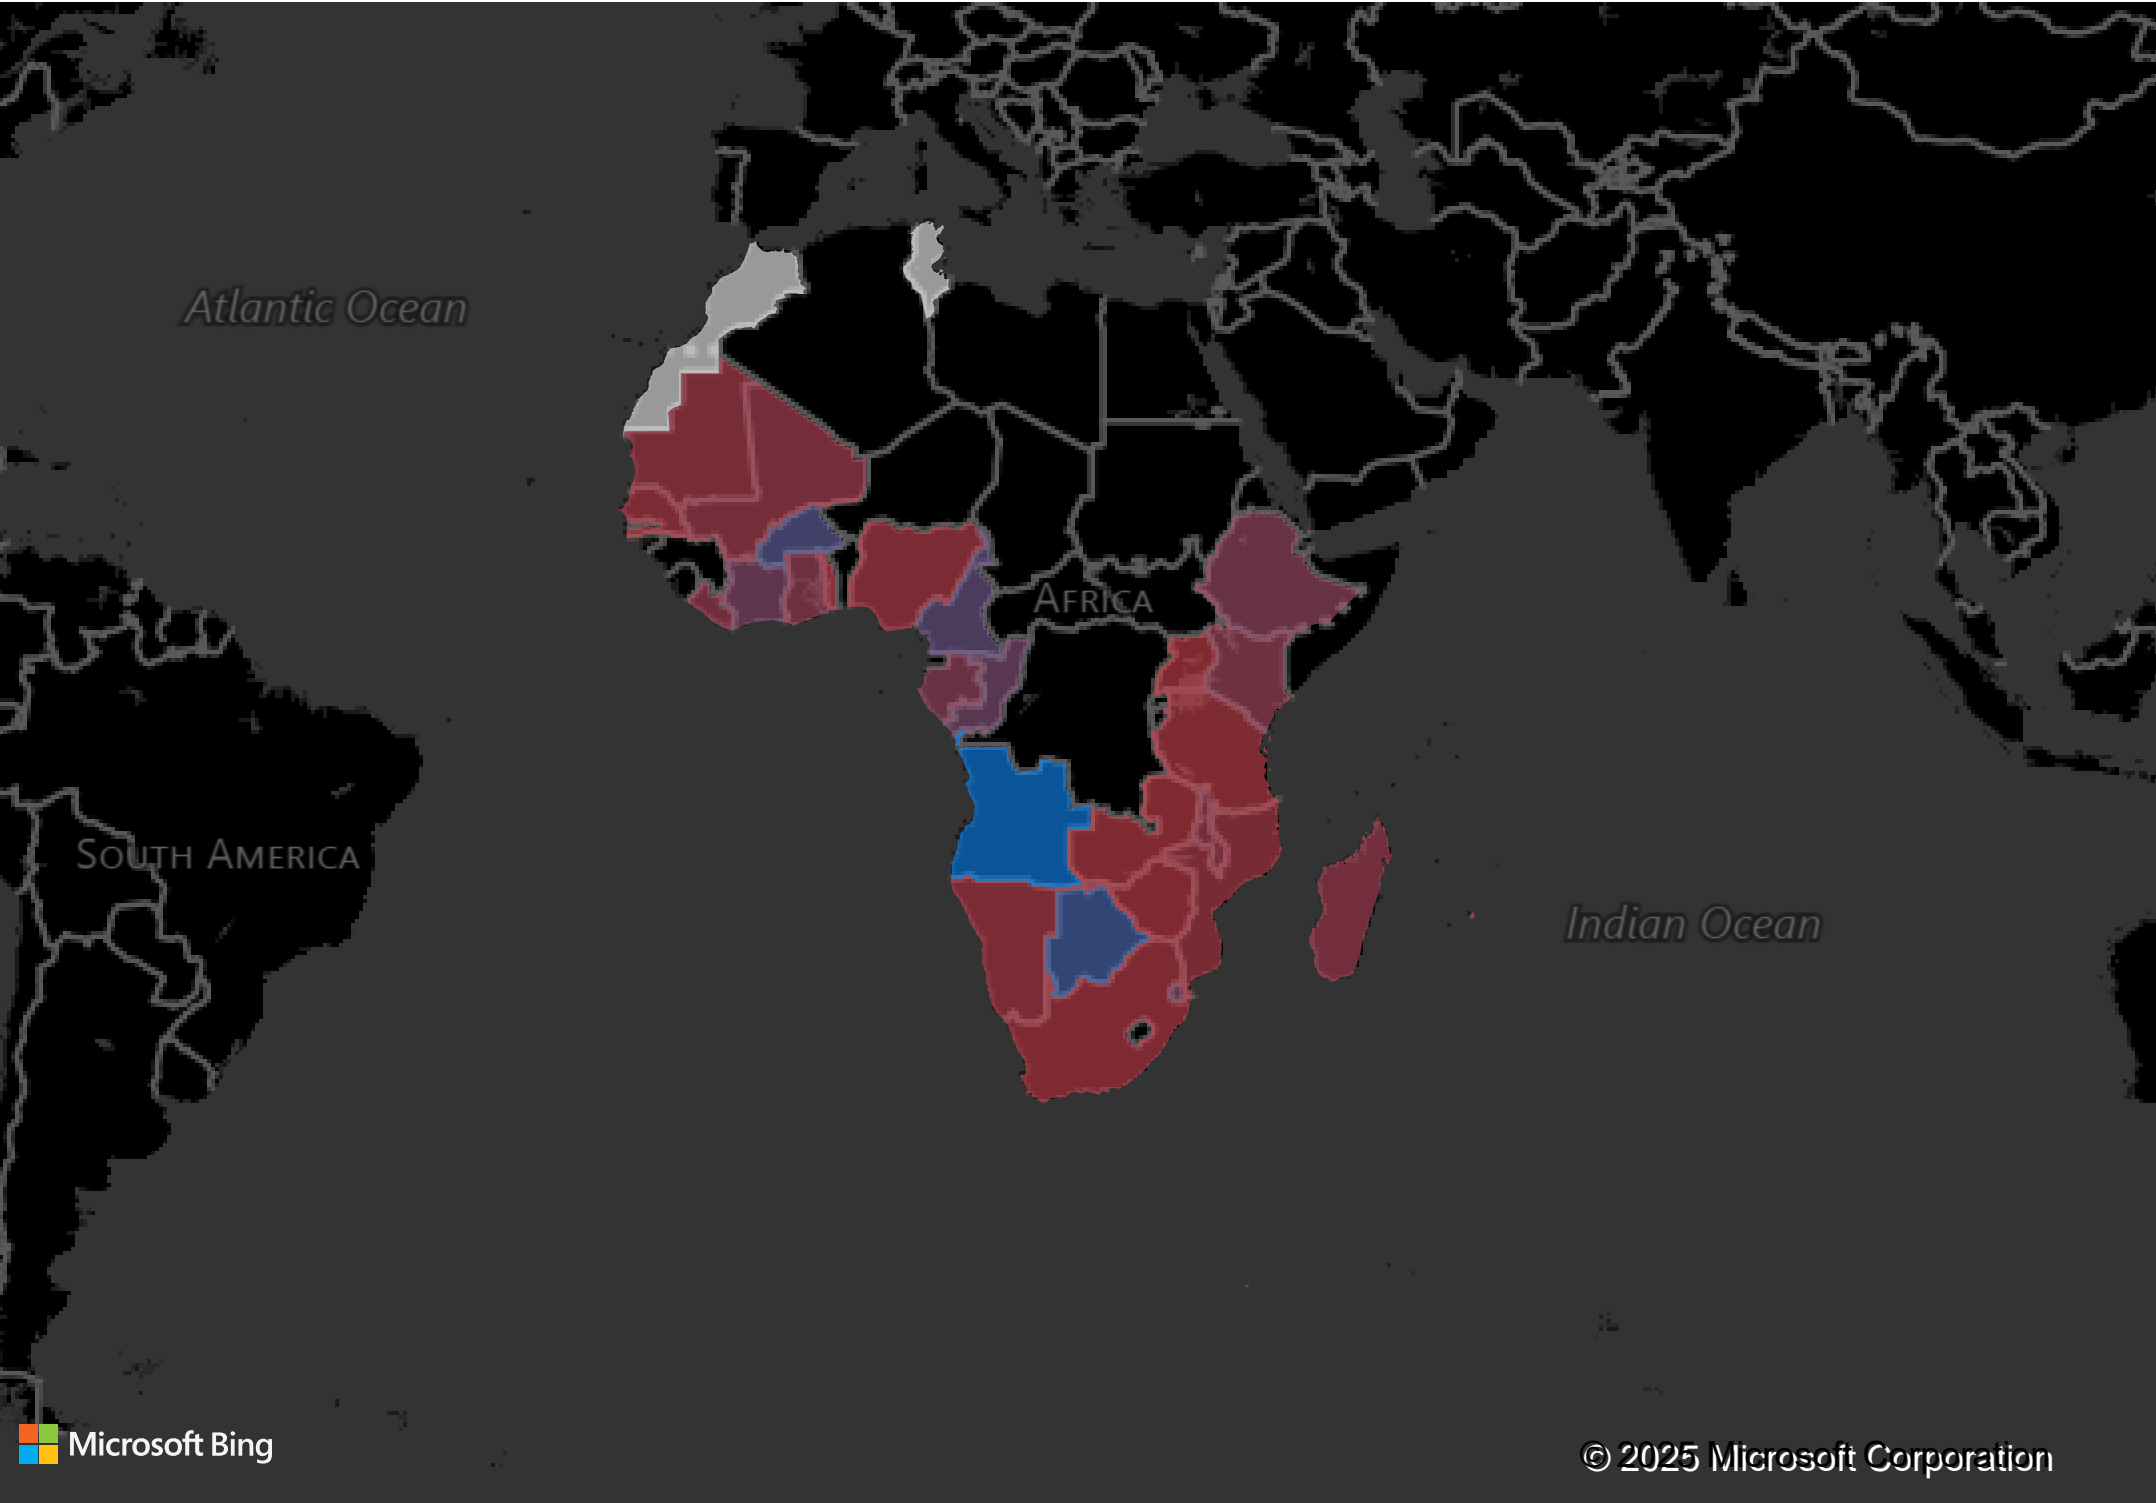 Atlantic Ocean
AFRICA
SOUTH AMERICA
Indian Ocean
Microsoft Bing
© 2025 Microsoft Corporation